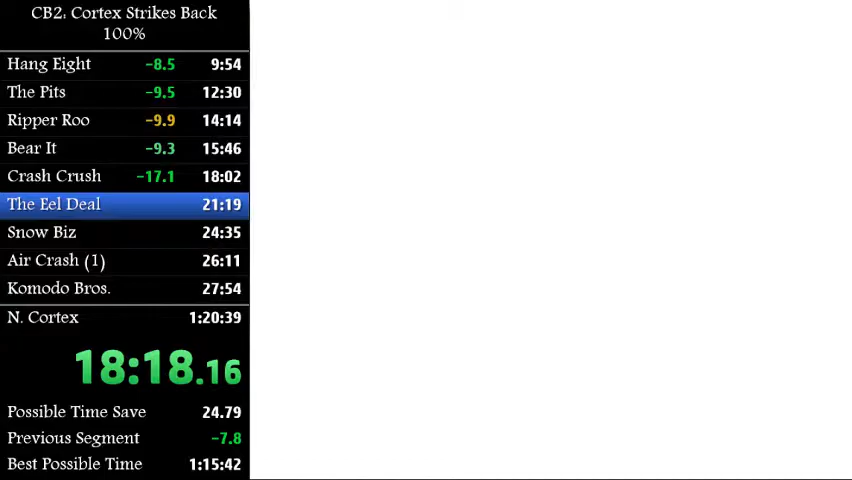 CB2: Cortex Strikes Back
100%
Hang Eight -8.5 9:54
The Pits -9.5 12:30
Ripper Roo -9.9 14:14
Bear It -9.3 15:46
Crash Crush -17.1 18:02
The Eel Deal 21:19
Snow Biz 24:35
Air Crash (1) 26:11
Komodo Bros. 27:54
N. Cortex 1:20:39
18:18.16
Possible Time Save 24.79
Previous Segment -7.8
Best Possible Time 1:15:42